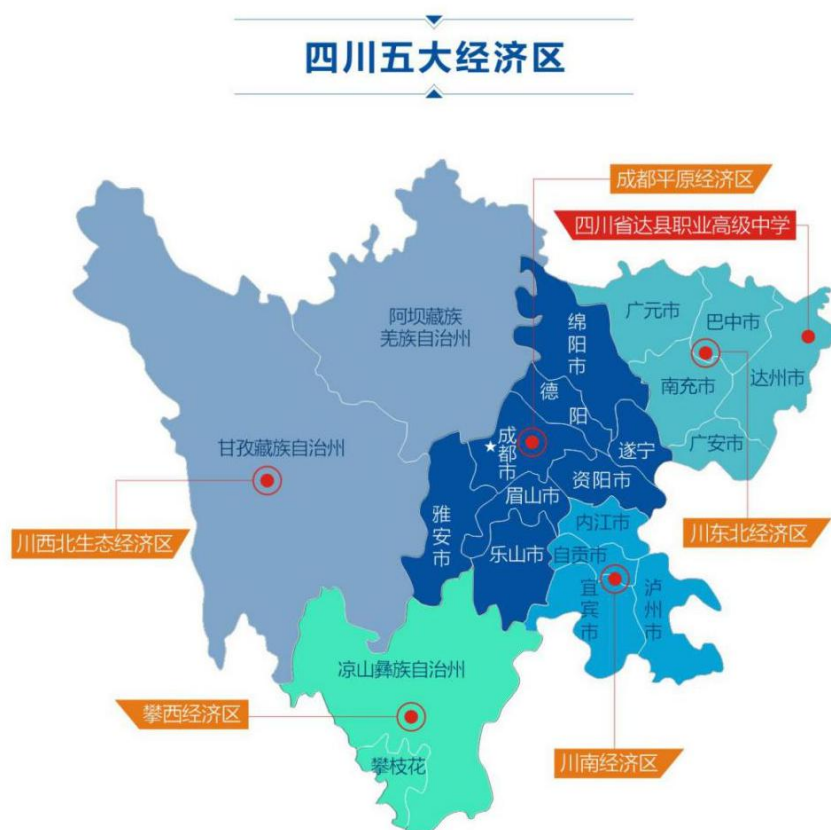 四川五大经济区
成都平原经济区
四川省达县职业高级中学
阿坝藏族
羌族自治州
绵阳市
广元市
巴中市
德阳
南充市
达州市
甘孜藏族自治州
成都市
遂宁
广安市
资阳市
眉山市
雅安市
内江市
川东北经济区
川西北生态经济区
乐山市
自贡市
宜宾市
泸州市
凉山彝族自治州
攀西经济区
攀枝花
川南经济区